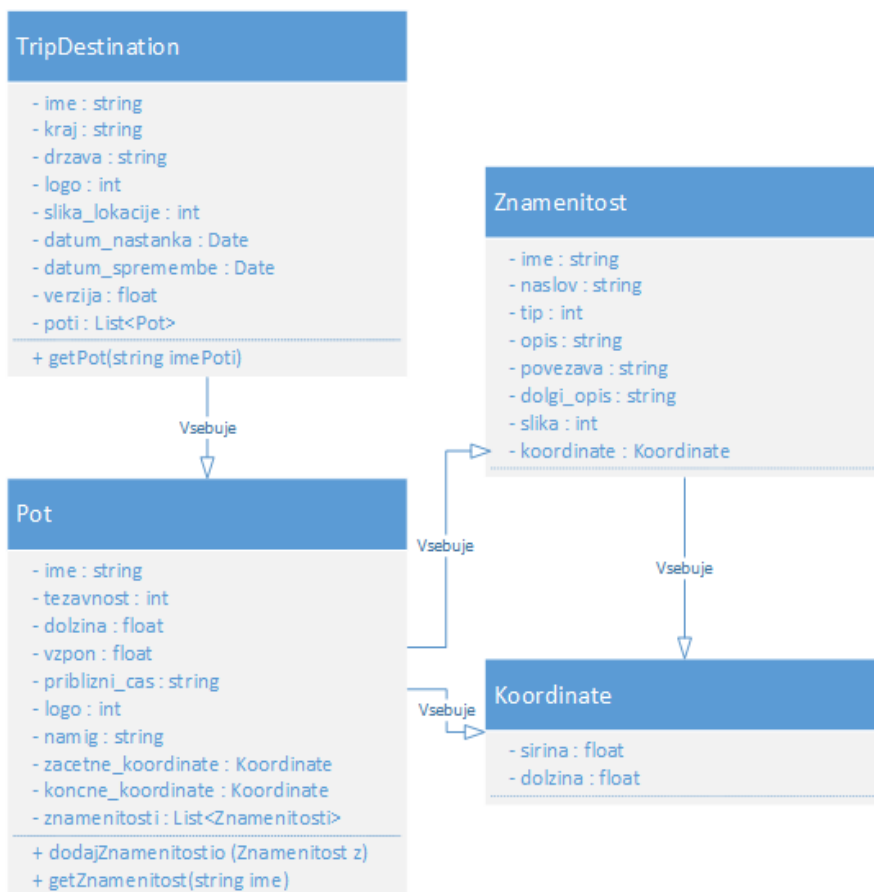 TripDestination
- ime : string
- kraj : string
- drzava : string
- logo : int
- slika_lokacije : int
- datum_nastanka : Date
- datum_spremembe : Date
- verzija : float
- poti : List<Pot>
+ getPot(string imePoti)
Vsebuje
Pot
- ime : string
- tezavnost : int
- dolzina : float
- vzpon : float
- priblizni_cas : string
- logo : int
- namig : string
- zacetne_koordinate : Koordinate
- koncne_koordinate : Koordinate
- znamenitosti : List<Znamenitosti>
+ dodajZnamenitostio (Znamenitost z)
+ getZnamenitost(string ime)
Vsebuje
Vsebuje
Znamenitost
- ime : string
- naslov : string
- tip : int
- opis : string
- povezava : string
- dolgi_opis : string
- slika : int
- koordinate : Koordinate
Vsebuje
Koordinate
- sirina : float
- dolzina : float